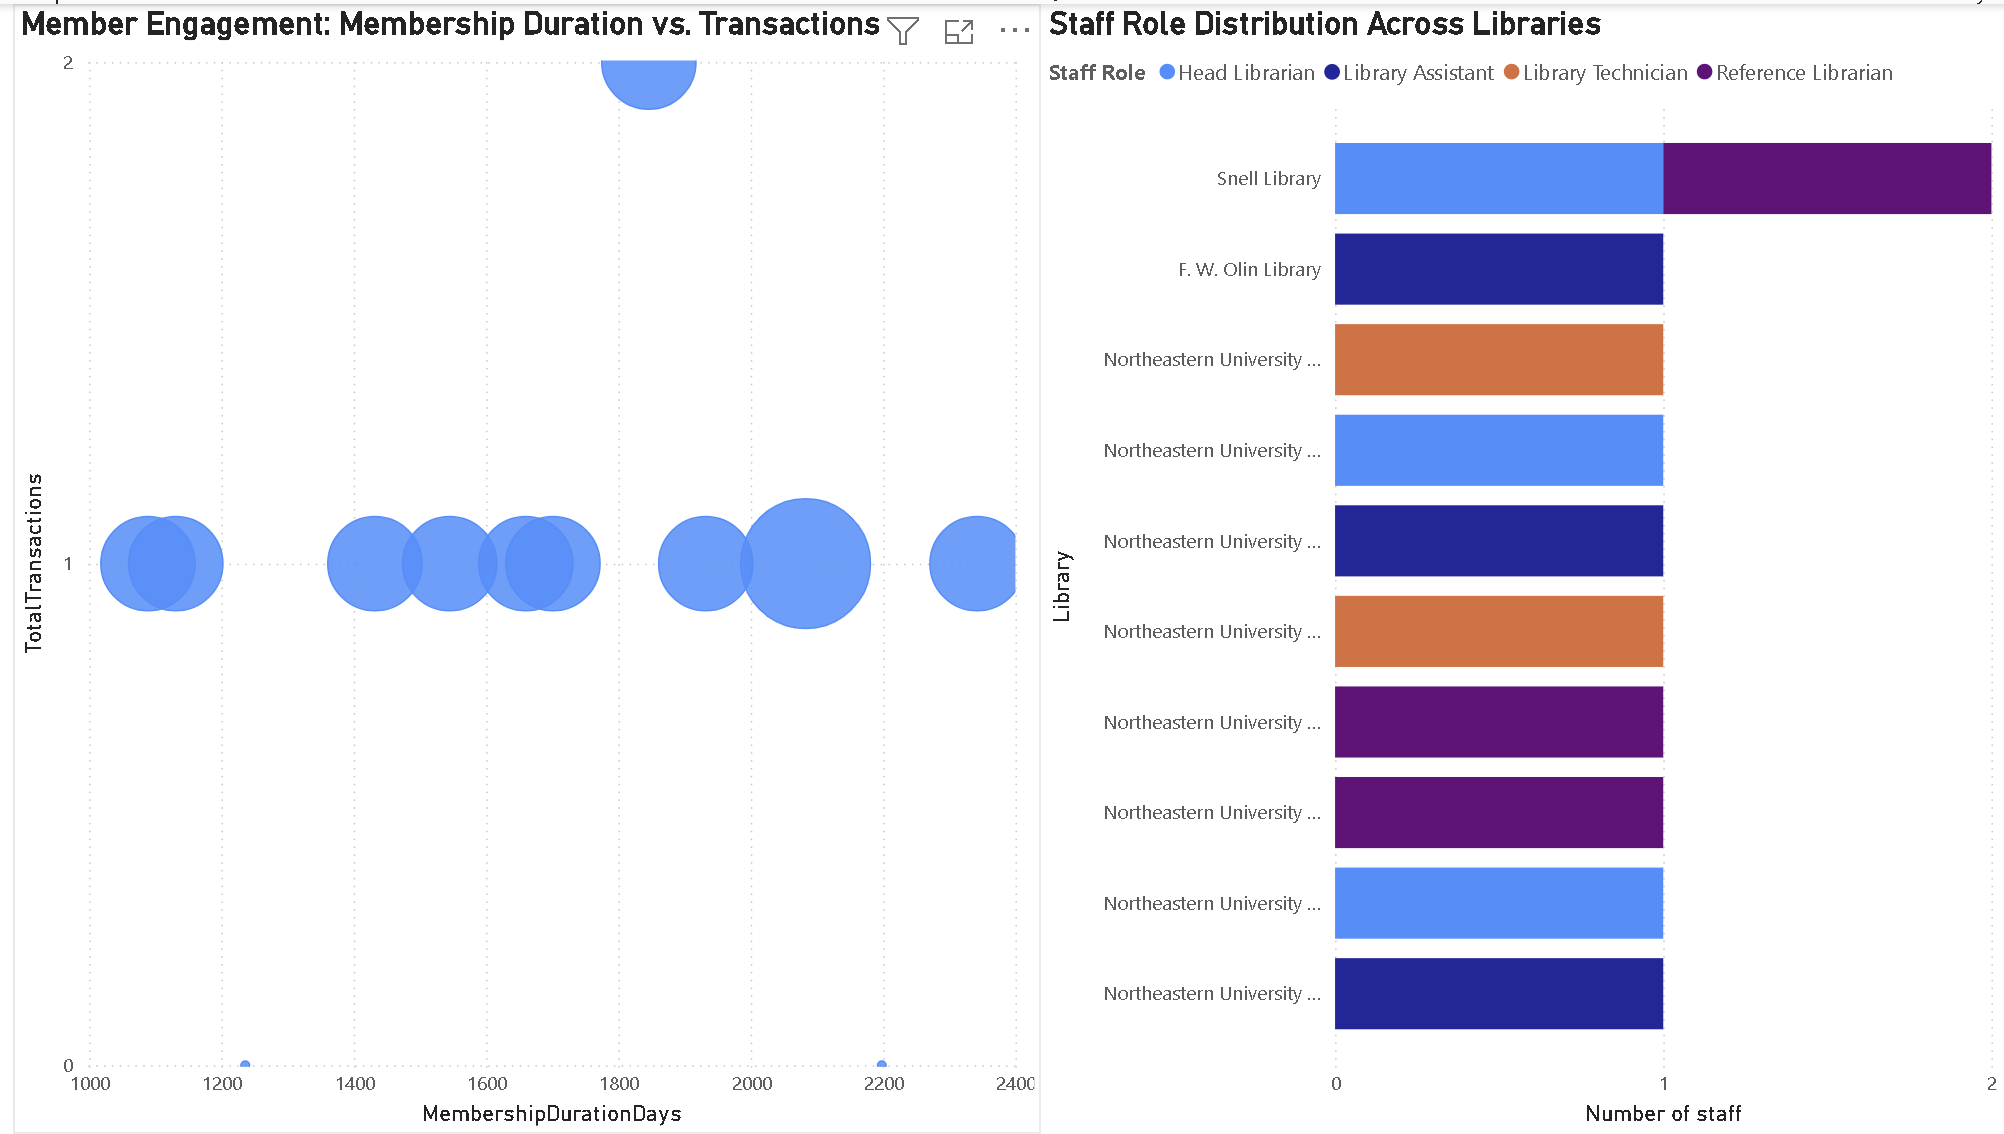 Member Engagement: Membership Duration vs. Transactions
2
1
0
TotalTransactions
1000 1200 1400 1600 1800 2000 2200 2400
MembershipDurationDays
Staff Role Distribution Across Libraries
Staff Role Head Librarian Library Assistant Library Technician Reference Librarian
Library
Snell Library
F. W. Olin Library
Northeastern University ...
Northeastern University ...
Northeastern University ...
Northeastern University ...
Northeastern University ...
Northeastern University ...
Northeastern University ...
Northeastern University ...
0 1 2
Number of staff